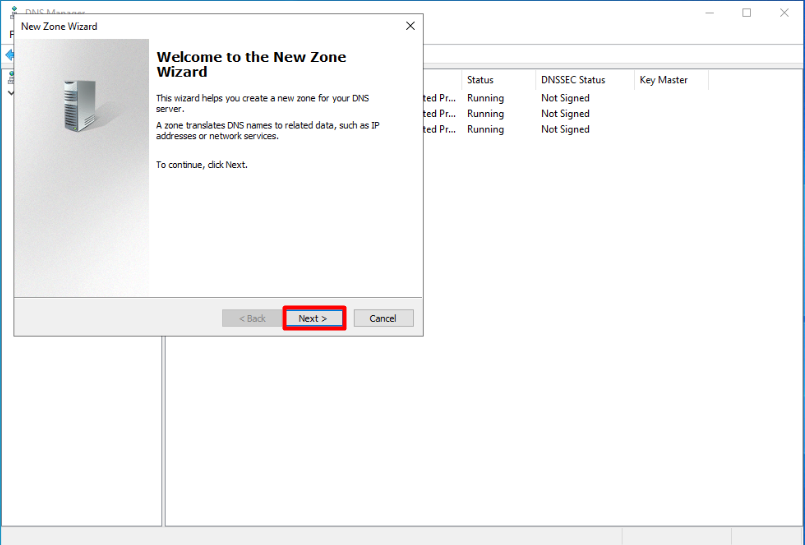 DNS Manager
New Zone Wizard
F
Welcome to the New Zone
Wizard
This wizard helps you create a new zone for your DNS
server.
A zone translates DNS names to related data, such as IP
addresses or network services.
To continue, click Next.
< Back
Next >
Cancel
Status DNSSEC Status Key Master
ted Pr... Running Not Signed
ted Pr... Running Not Signed
ted Pr... Running Not Signed